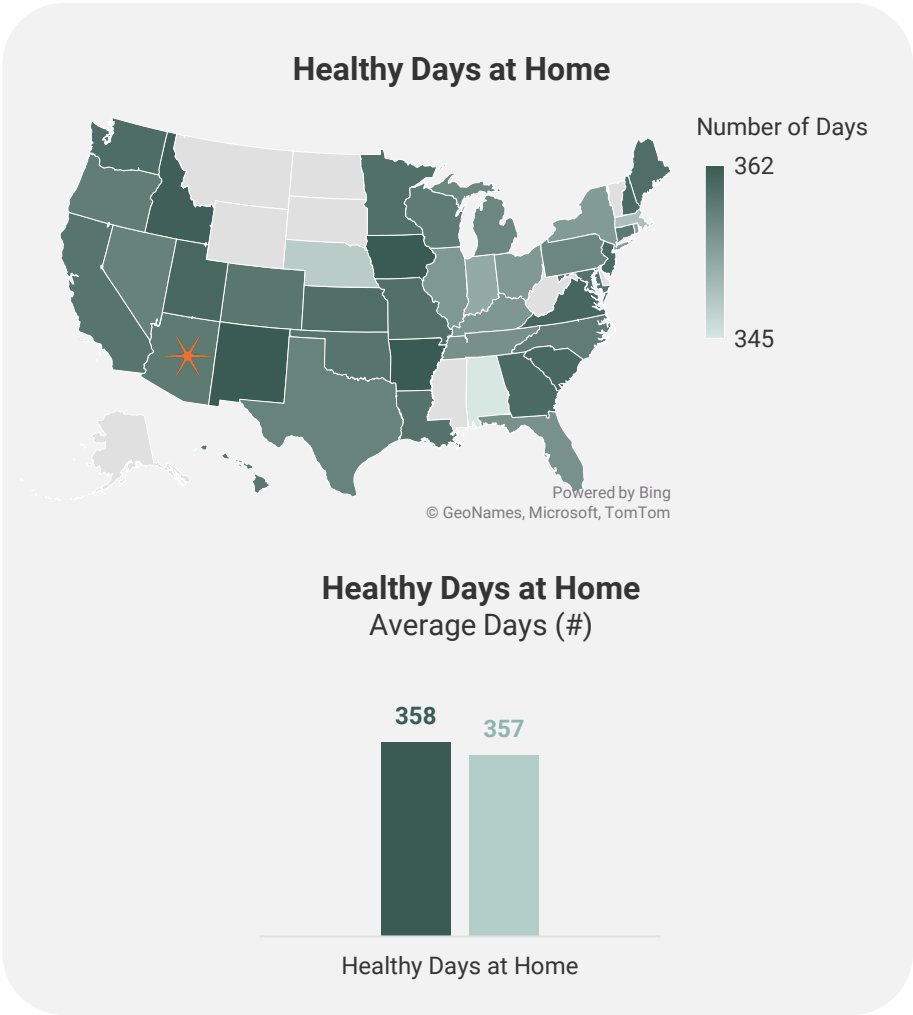 Healthy Days at Home
Number of Days
362
345
Powered by Bing
© GeoNames, Microsoft, TomTom
Healthy Days at Home
Average Days (#)
358
357
Healthy Days at Home